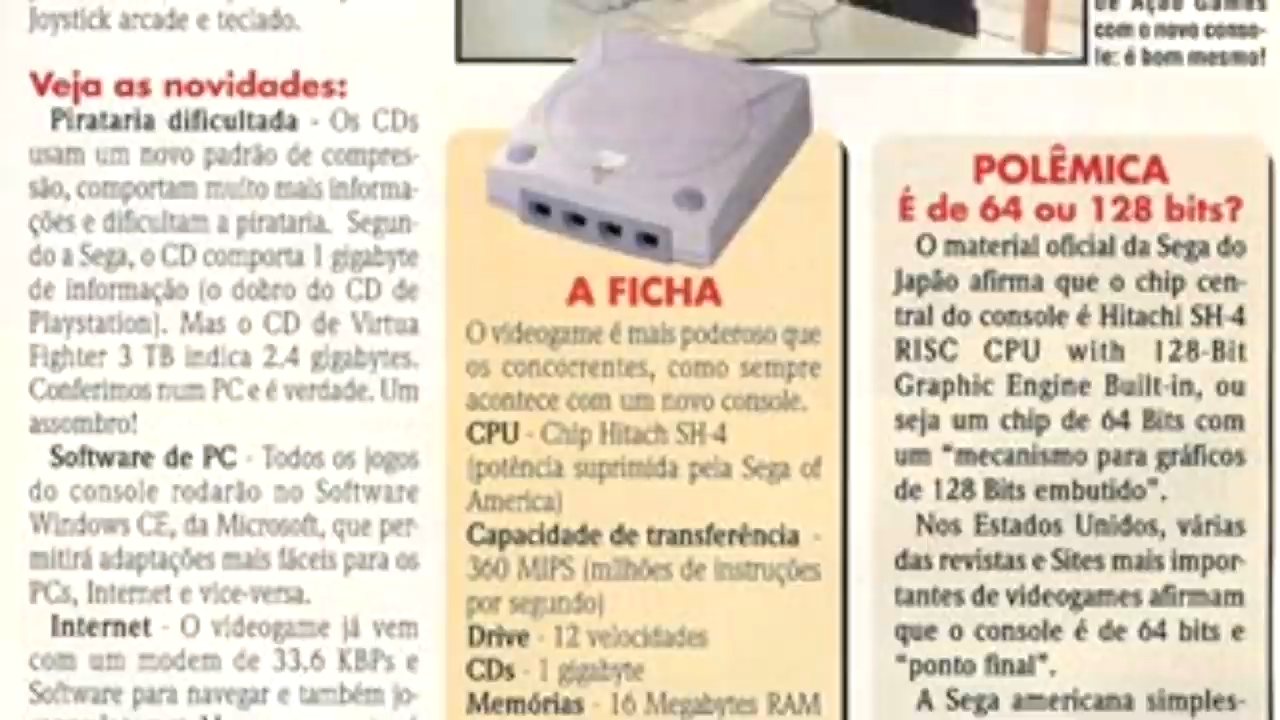 Joystick arcade e teclado.
Veja as novidades:
Pirataria dificultada - Os CDs
usam um novo padrão de compres-
são, comportam muito mais informa-
ções e dificultam a pirataria. Segun-
do a Sega, o CD comporta 1 gigabyte
de informação (o dobro do CD de
Playstation). Mas o CD de Virtua
Fighter 3 TB indica 2.4 gigabytes.
Conferimos num PC e é verdade. Um
assombro!
Software de PC - Todos os jogos
do console rodarão no Software
Windows CE, da Microsoft, que per-
mitirá adaptações mais fáceis para os
PCs, Internet e vice-versa.
Internet - O videogame já vem
com um modem de 33.6 KBPs e
Software para navegar e também jo-
de Ação Games
com o novo conso-
le: é bom mesmo!
A FICHA
O videogame é mais poderoso que
os concorrentes, como sempre
acontece com um novo console.
CPU - Chip Hitach SH-4
(potência suprimida pela Sega of
America)
Capacidade de transferência -
360 MIPS (milhões de instruções
por segundo)
Drive - 12 velocidades
CDs - 1 gigabyte
Memórias - 16 Megabytes RAM
POLÊMICA
É de 64 ou 128 bits?
O material oficial da Sega do
Japão afirma que o chip cen-
tral do console é Hitachi SH-4
RISC CPU with 128-Bit
Graphic Engine Built-in, ou
seja um chip de 64 Bits com
um "mecanismo para gráficos
de 128 Bits embutido".
Nos Estados Unidos, várias
das revistas e Sites mais impor-
tantes de videogames afirmam
que o console é de 64 bits e
"ponto final".
A Sega americana simples-